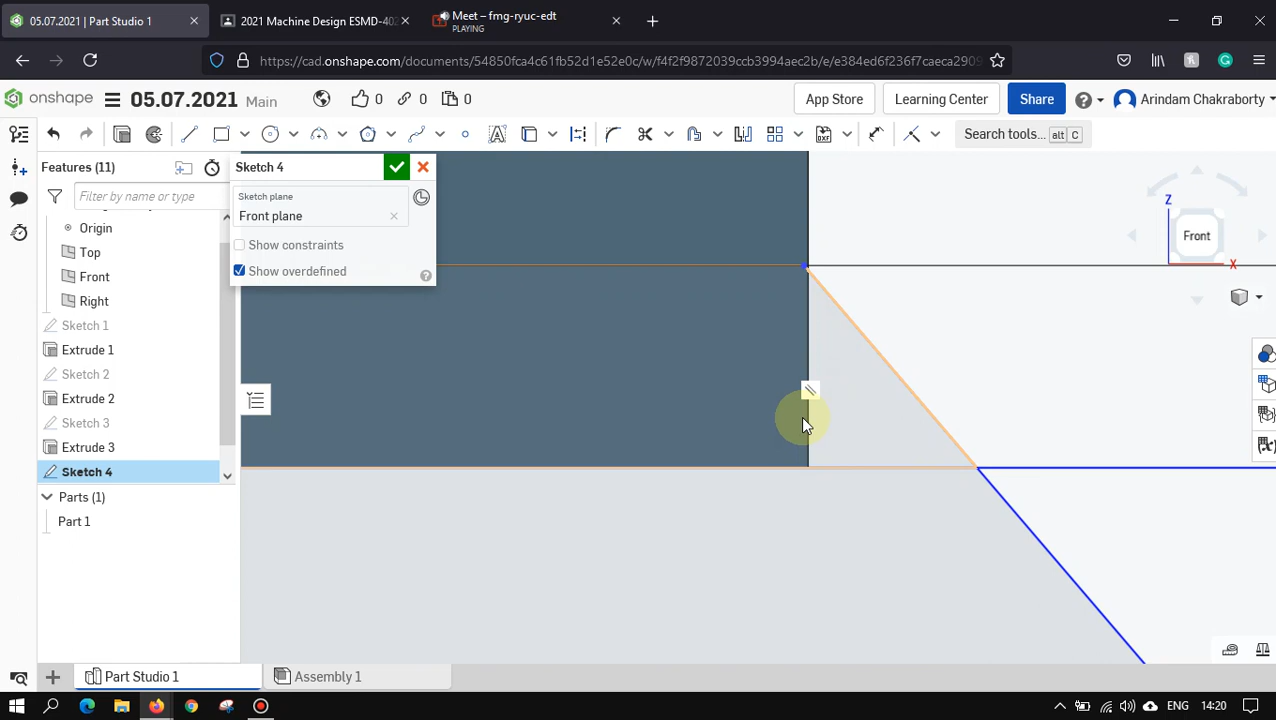 05.07.2021 | Part Studio 1
2021 Machine Design ESMD-402
Meet – fmg-ryuc-edt
PLAYING
https://cad.onshape.com/documents/54850fca4c61fb52d1e52e0c/w/f4f2f9872039ccb3994aec2b/e/e384ed6f236f7caeca2909
onshape
05.07.2021
Main
0
0
0
App Store
Learning Center
Share
Arindam Chakraborty
Search tools...
alt
C
Features (11)
Filter by name or type
Origin
Top
Front
Right
Sketch 1
Extrude 1
Sketch 2
Extrude 2
Sketch 3
Extrude 3
Sketch 4
Parts (1)
Part 1
Sketch 4
Sketch plane
Front plane
Show constraints
Show overdefined
Z
Front
X
Part Studio 1
Assembly 1
ENG
14:20